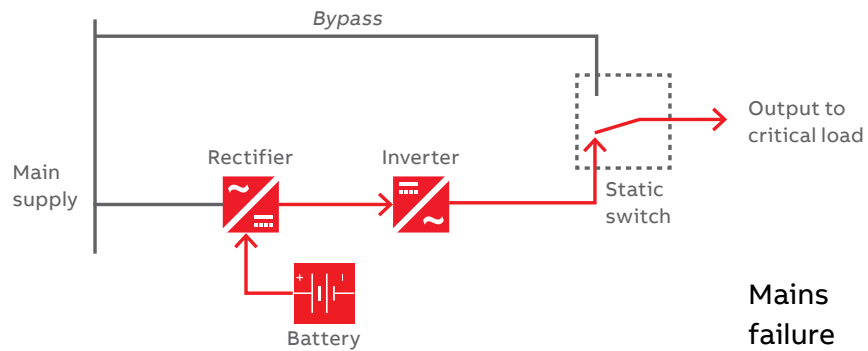 Bypass
Output to
critical load
Rectifier
Inverter
Main
supply
Static
switch
+
Battery
Mains
failure